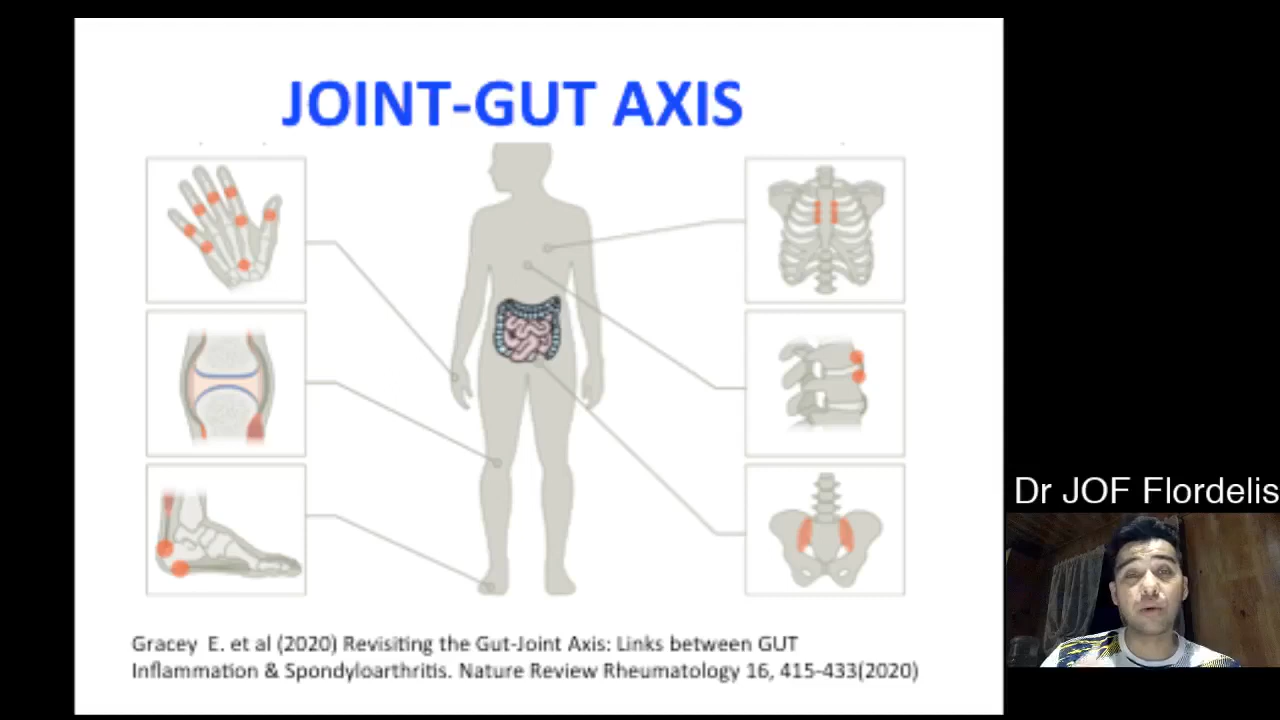 JOINT-GUT AXIS
Dr JOF Flordelis
Gracey E. et al (2020) Revisiting the Gut-Joint Axis: Links between GUT
Inflammation & Spondyloarthritis. Nature Review Rheumatology 16, 415-433(2020)